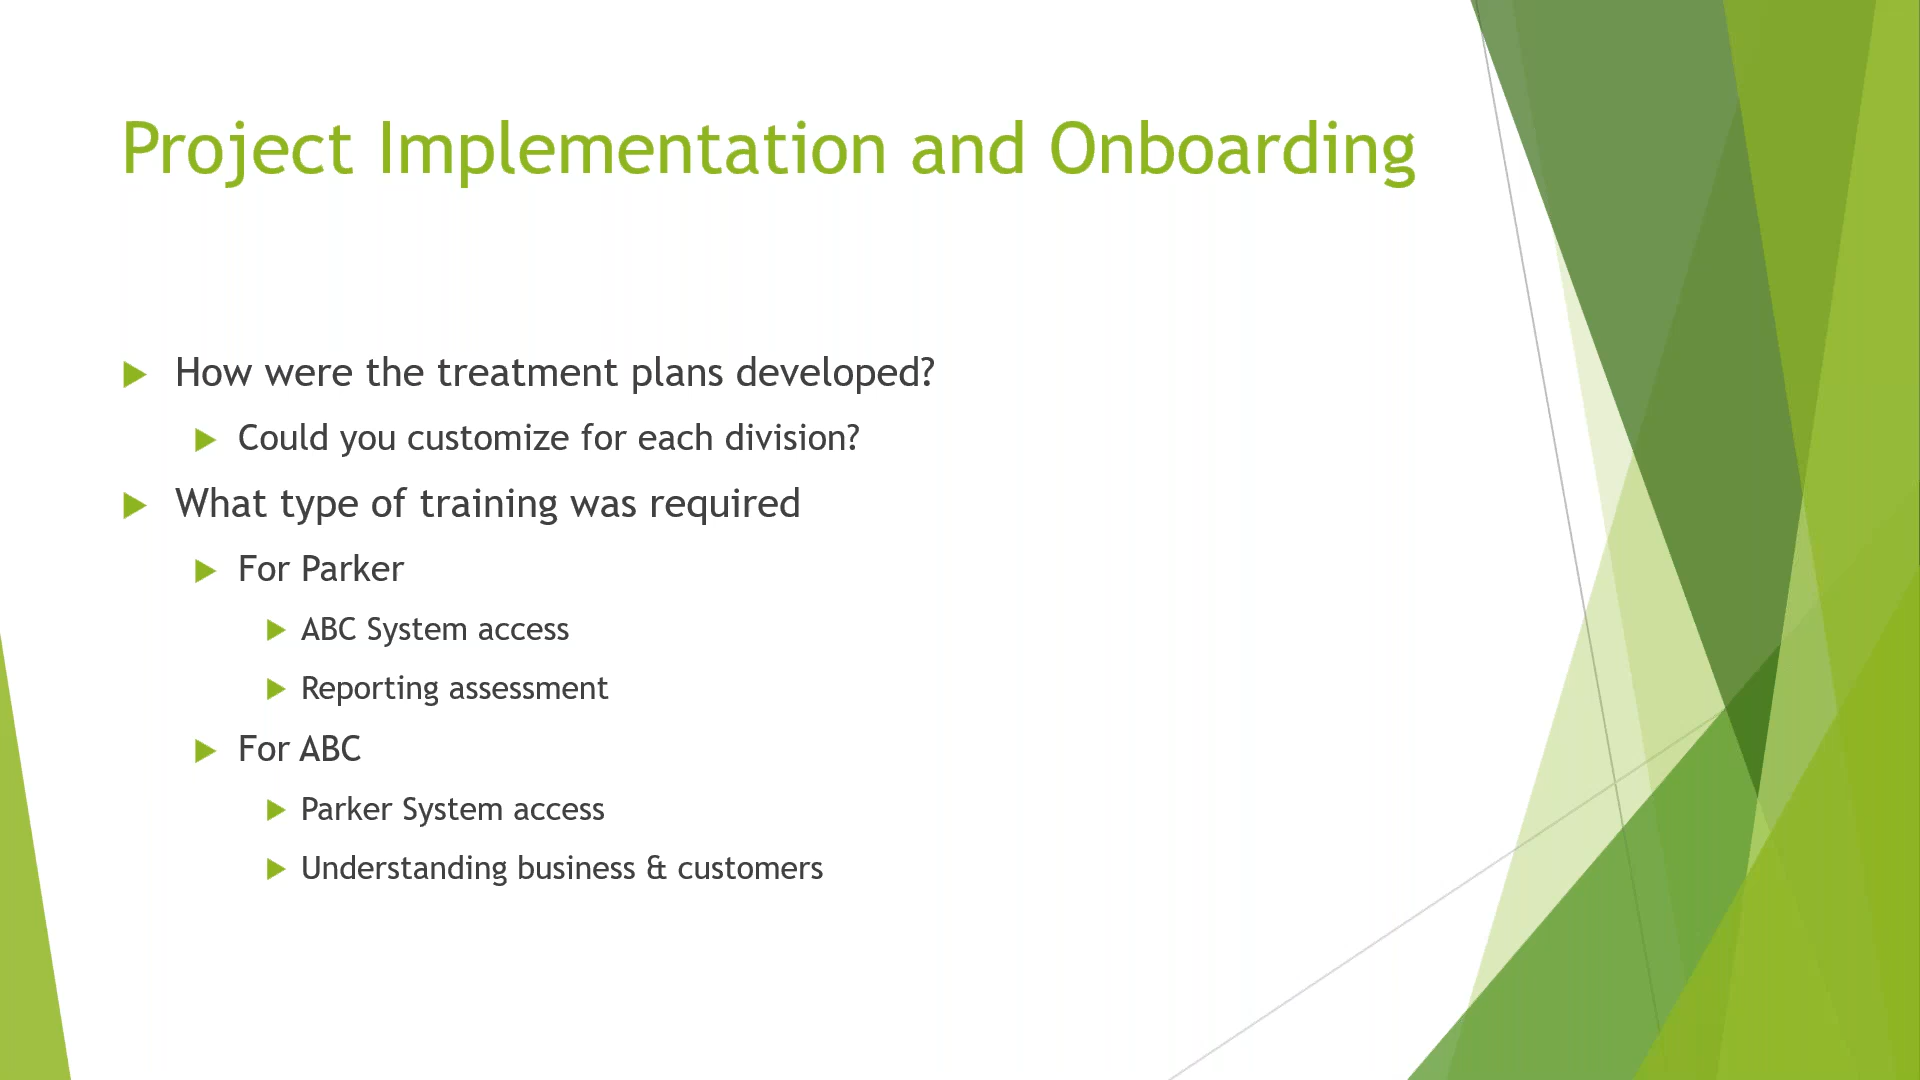 Project Implementation and Onboarding
How were the treatment plans developed?
Could you customize for each division?
What type of training was required
For Parker
ABC System access
Reporting assessment
For ABC
Parker System access
Understanding business & customers